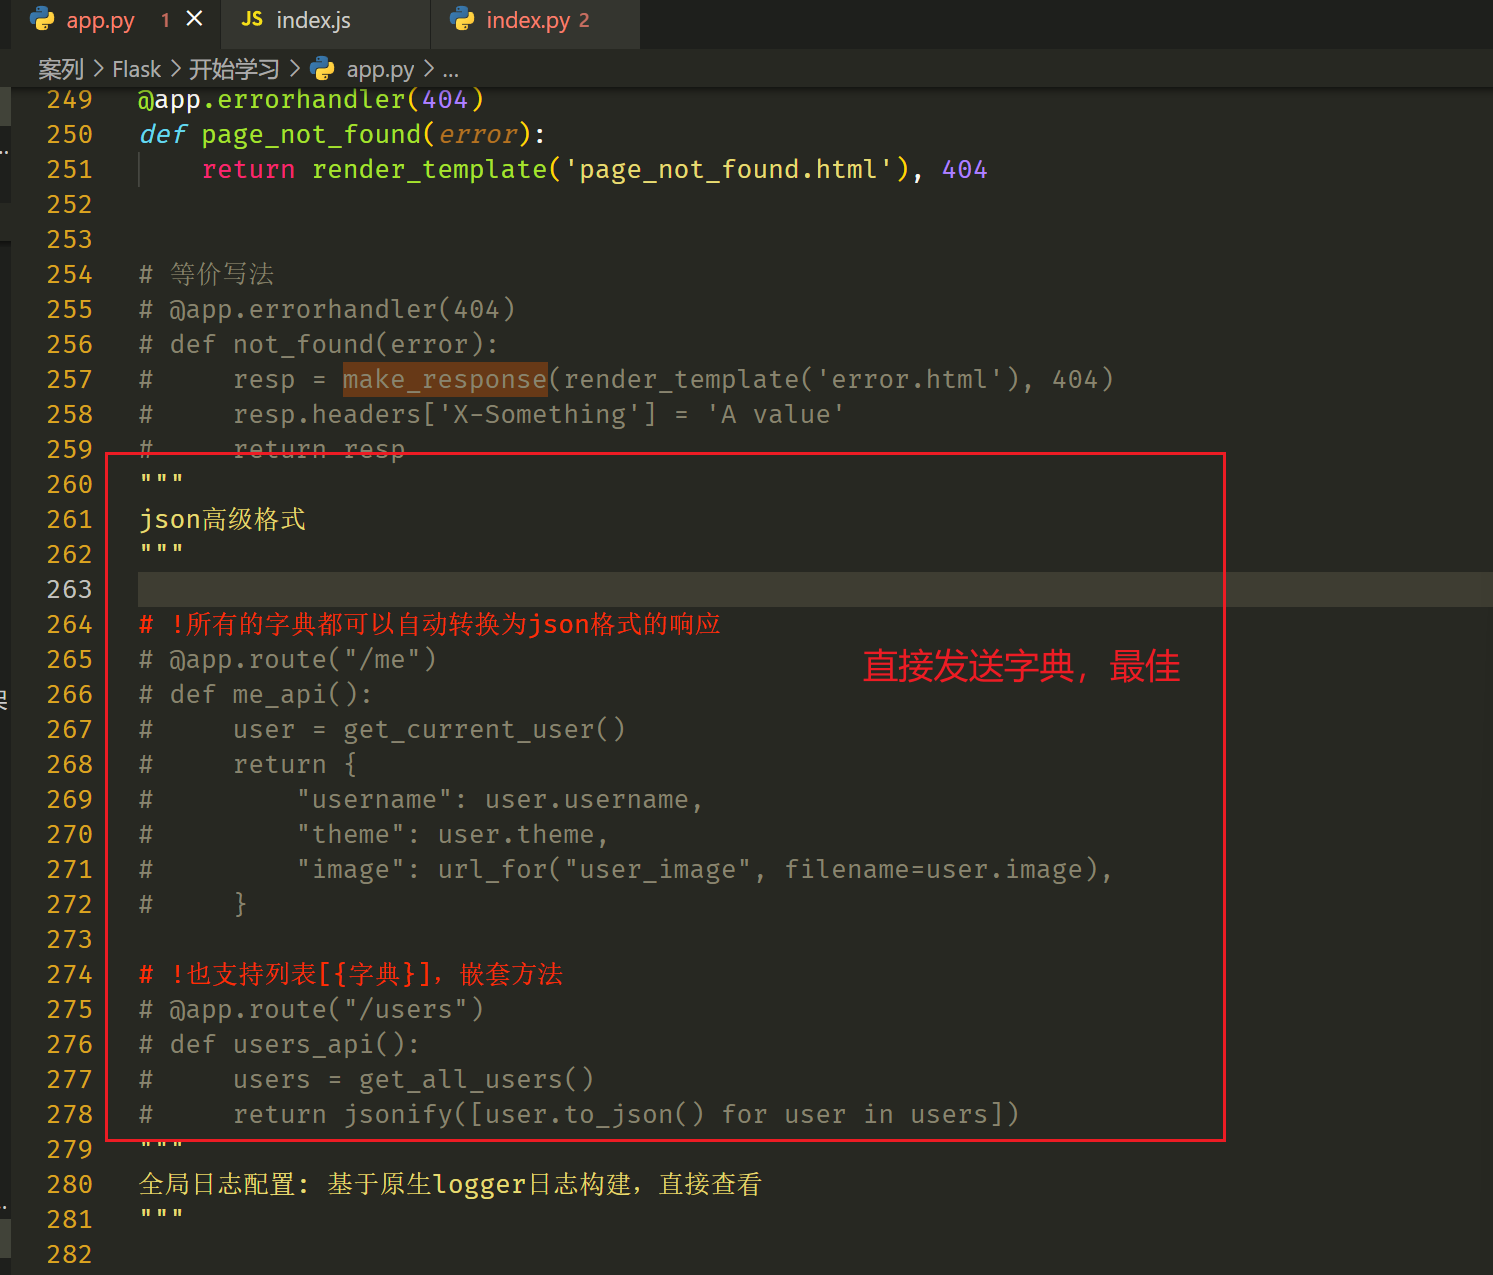 app.py 1 × JS index.js index.py 2
案列 > Flask > 开始学习 > app.py > ...
249 @app.errorhandler(404)
250 def page_not_found(error):
251     return render_template('page_not_found.html'), 404
252
253
254 # 等价写法
255 # @app.errorhandler(404)
256 # def not_found(error):
257 #     resp = make_response(render_template('error.html'), 404)
258 #     resp.headers['X-Something'] = 'A value'
259 #     return resp
260 """
261 json高级格式
262 """
263
264 # !所有的字典都可以自动转换为json格式的响应
265 # @app.route("/me")
直接发送字典，最佳
266 # def me_api():
267 #     user = get_current_user()
268 #     return {
269 #         "username": user.username,
270 #         "theme": user.theme,
271 #         "image": url_for("user_image", filename=user.image),
272 #     }
273
274 # !也支持列表[{字典}]，嵌套方法
275 # @app.route("/users")
276 # def users_api():
277 #     users = get_all_users()
278 #     return jsonify([user.to_json() for user in users])
279 """
280 全局日志配置: 基于原生logger日志构建，直接查看
281 """
282